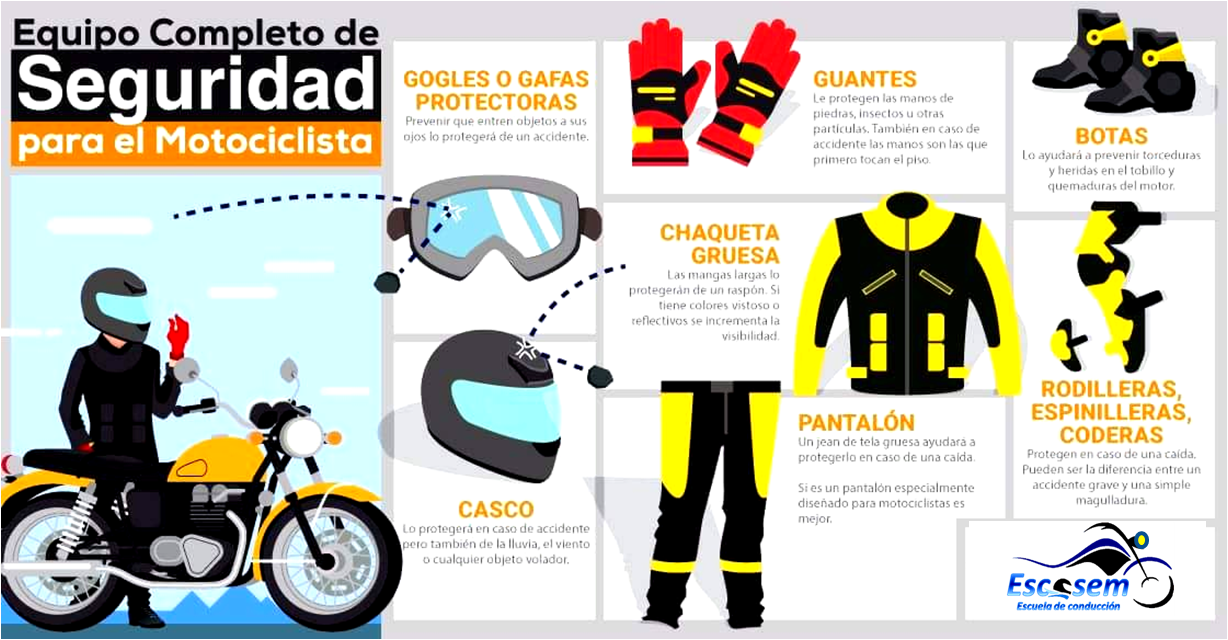 Equipo Completo de
Seguridad
para el Motociclista
GOGLES O GAFAS
PROTECTORAS
Prevenir que entren objetos a sus
ojos lo protegerá de un accidente.
GUANTES
Le protegen las manos de
piedras, insectos u otras
partículas. También en caso de
accidente las manos son las que
primero tocan el piso.
BOTAS
Lo ayudará a prevenir torceduras
y heridas en el tobillo y
quemaduras del motor.
CHAQUETA
GRUESA
Las mangas largas lo
protegerán de un raspón. Si
tiene colores vistoso o
reflectivos se incrementa la
visibilidad.
CASCO
Lo protegerá en caso de accidente
pero también de la lluvia, el viento
o cualquier objeto volador.
PANTALÓN
Un jean de tela gruesa ayudará a
protegerlo en caso de una caída.
Si es un pantalón especialmente
diseñado para motociclistas es
mejor.
RODILLERAS,
ESPINILLERAS,
CODERAS
Protegen en caso de una caída.
Pueden ser la diferencia entre un
accidente grave y una simple
magulladura.
Escosem
Escuela de conducción